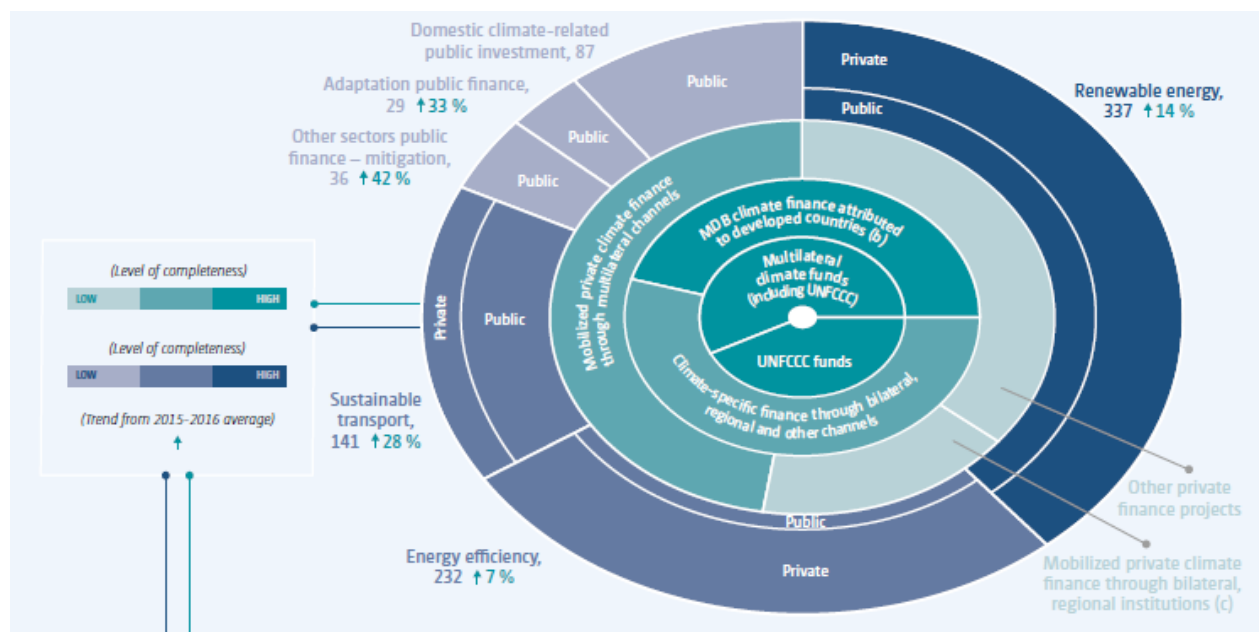 Domestic climate-related
public investment, 87
Adaptation public finance,
29 ↑33 %
Other sectors public
finance – mitigation,
36 ↑42 %
Public
Public
Public
Private
Public
Renewable energy,
337 ↑14 %
Mobilized private climate finance
through multilateral channels
MDB climate finance attributed
to developed countries (b)
Multilateral
climate funds
(including UNFCCC)
UNFCCC funds
Climate-specific finance through bilateral,
regional and other channels
(Level of completeness)
LOW HIGH
(Level of completeness)
LOW HIGH
(Trend from 2015–2016 average)
↑
Private
Public
Sustainable
transport,
141 ↑28 %
Energy efficiency,
232 ↑7 %
Public
Private
Other private
finance projects
Mobilized private climate
finance through bilateral,
regional institutions (c)